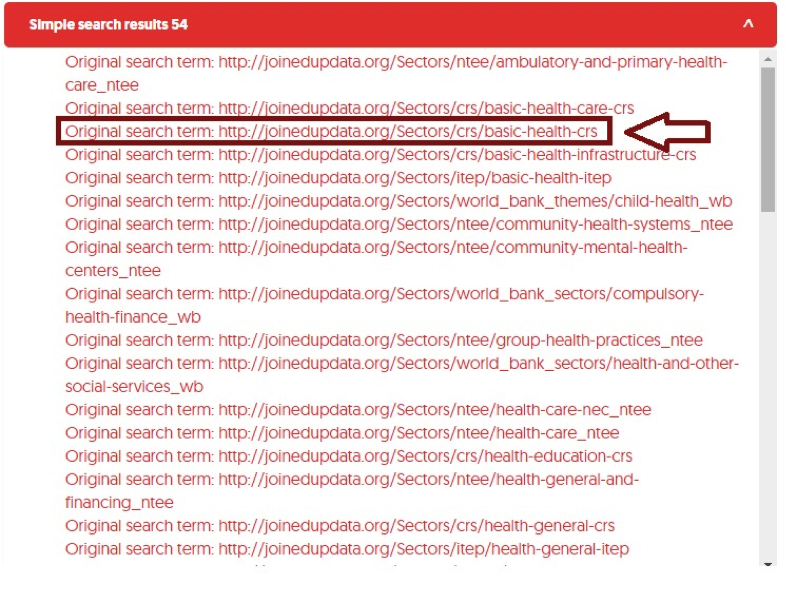 Simple search results 54
^
Original search term: http://joinedupdata.org/Sectors/ntee/ambulatory-and-primary-health-
care_ntee
Original search term: http://joinedupdata.org/Sectors/crs/basic-health-care-crs
Original search term: http://joinedupdata.org/Sectors/crs/basic-health-crs
Original search term: http://joinedupdata.org/Sectors/crs/basic-health-infrastructure-crs
Original search term: http://joinedupdata.org/Sectors/itep/basic-health-itep
Original search term: http://joinedupdata.org/Sectors/world_bank_themes/child-health_wb
Original search term: http://joinedupdata.org/Sectors/ntee/community-health-systems_ntee
Original search term: http://joinedupdata.org/Sectors/ntee/community-mental-health-
centers_ntee
Original search term: http://joinedupdata.org/Sectors/world_bank_sectors/compulsory-
health-finance_wb
Original search term: http://joinedupdata.org/Sectors/ntee/group-health-practices_ntee
Original search term: http://joinedupdata.org/Sectors/world_bank_sectors/health-and-other-
social-services_wb
Original search term: http://joinedupdata.org/Sectors/ntee/health-care-nec_ntee
Original search term: http://joinedupdata.org/Sectors/ntee/health-care_ntee
Original search term: http://joinedupdata.org/Sectors/crs/health-education-crs
Original search term: http://joinedupdata.org/Sectors/ntee/health-general-and-
financing_ntee
Original search term: http://joinedupdata.org/Sectors/crs/health-general-crs
Original search term: http://joinedupdata.org/Sectors/itep/health-general-itep